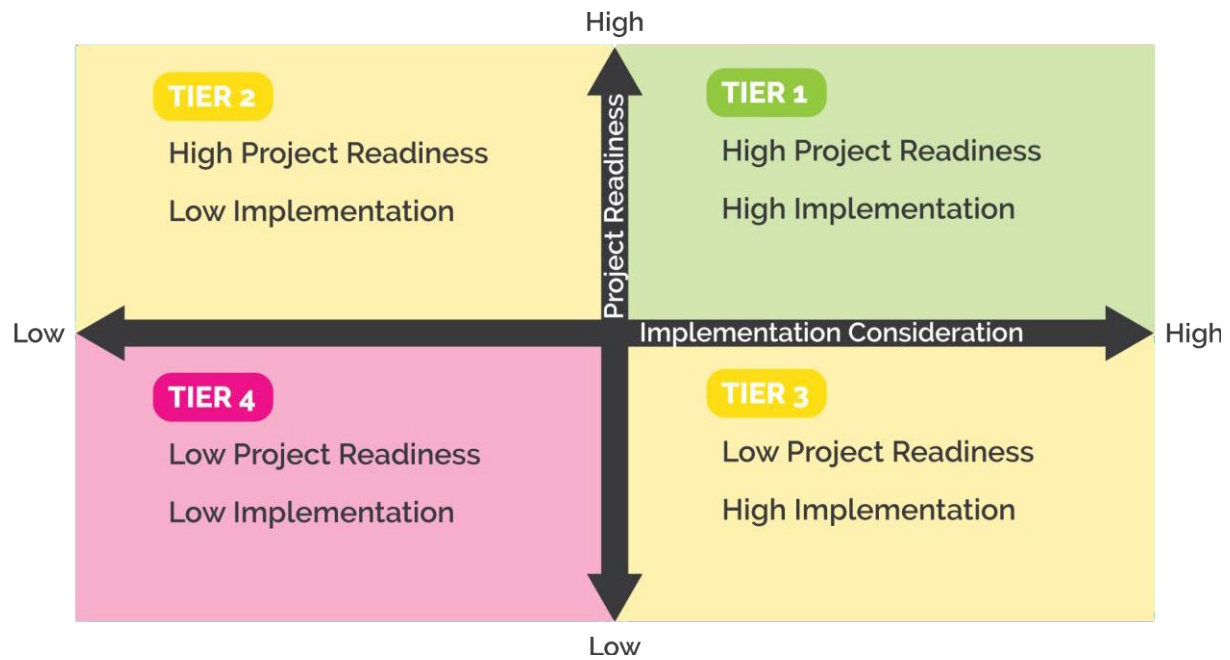 High
TIER 2
High Project Readiness
Low Implementation
TIER 1
High Project Readiness
High Implementation
Project Readiness
Low
Implementation Consideration
High
TIER 4
Low Project Readiness
Low Implementation
TIER 3
Low Project Readiness
High Implementation
Low